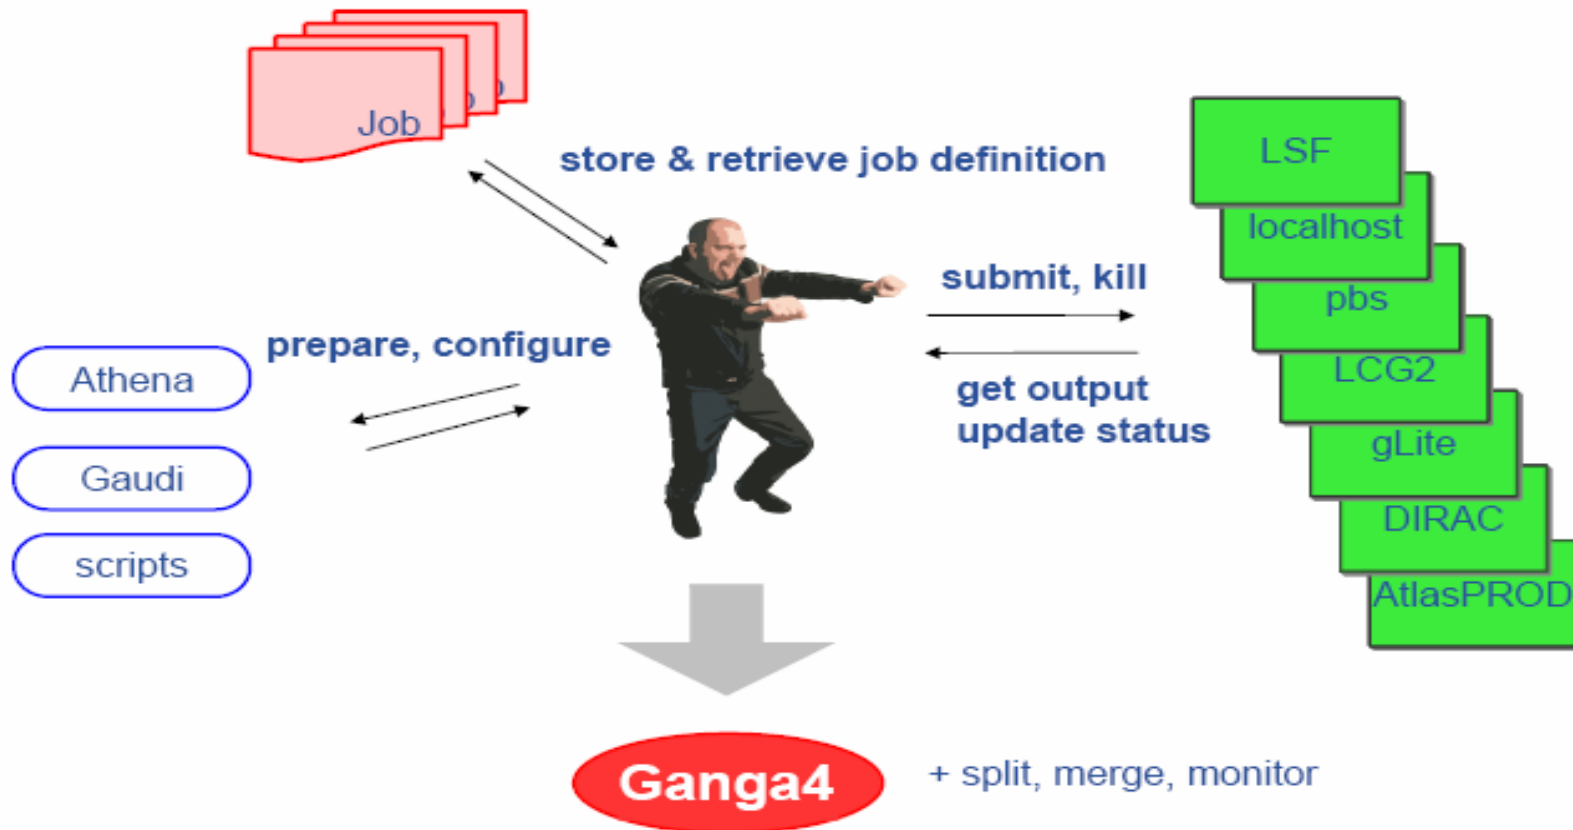 Job
store & retrieve job definition
LSF
localhost
submit, kill
pbs
prepare, configure
Athena
LCG2
get output
update status
gLite
Gaudi
DIRAC
scripts
AtlasPROD
Ganga4
+ split, merge, monitor